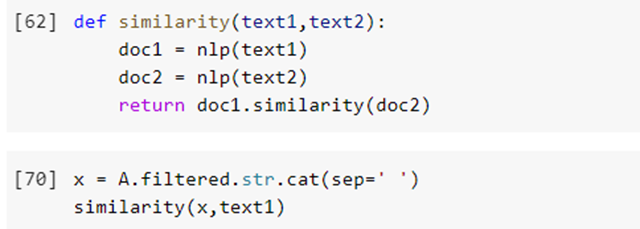 [62] def similarity(text1,text2):
    doc1 = nlp(text1)
    doc2 = nlp(text2)
    return doc1.similarity(doc2)
[70] x = A.filtered.str.cat(sep=' ')
    similarity(x,text1)